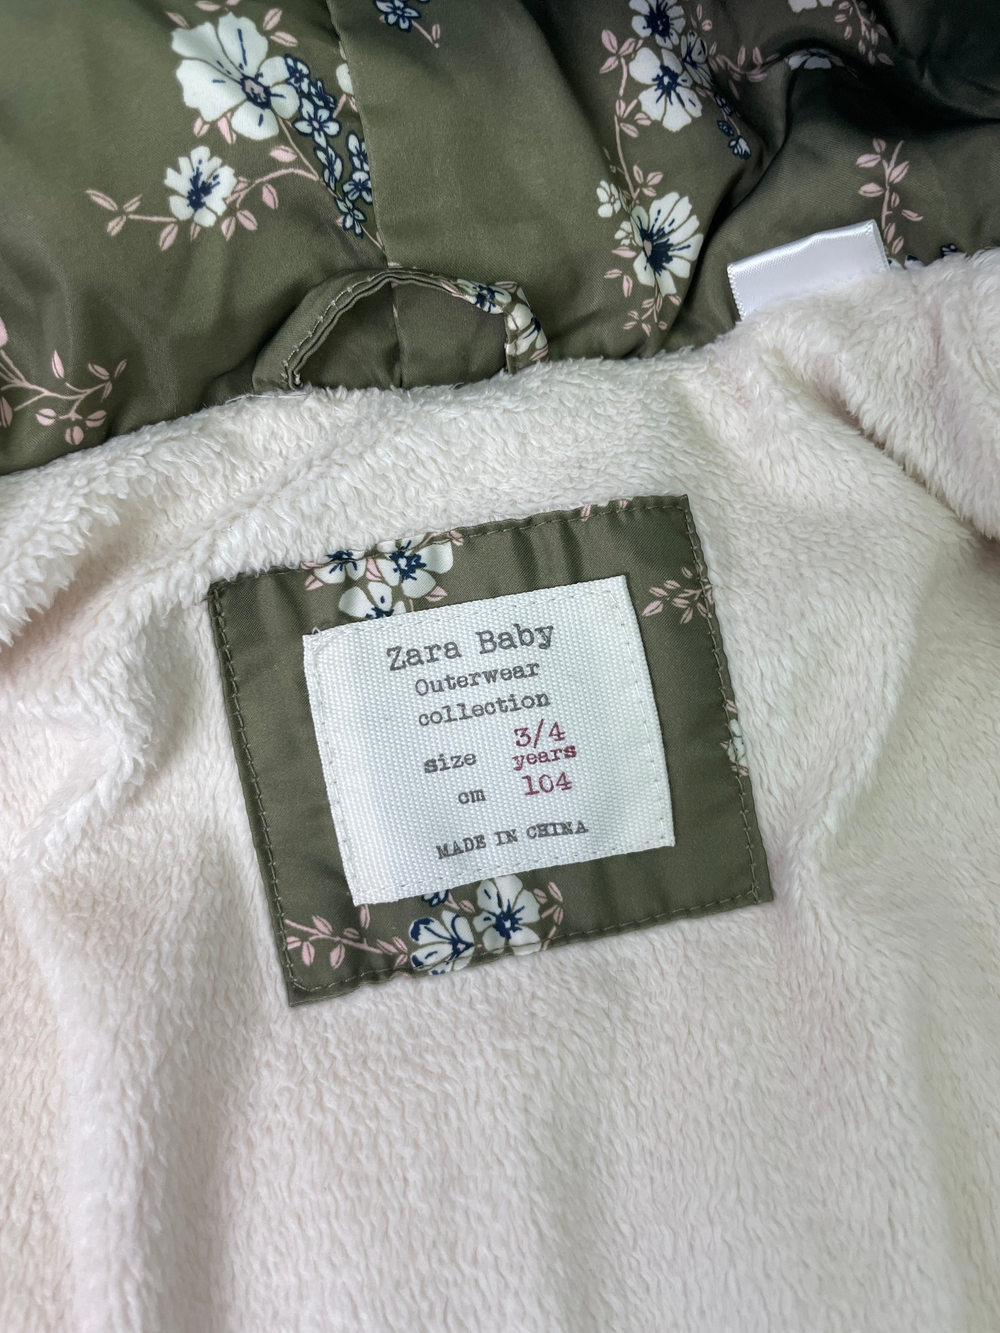 Zara Baby
Outerwear
collection
size 3/4 years
cm 104
MADE IN CHINA